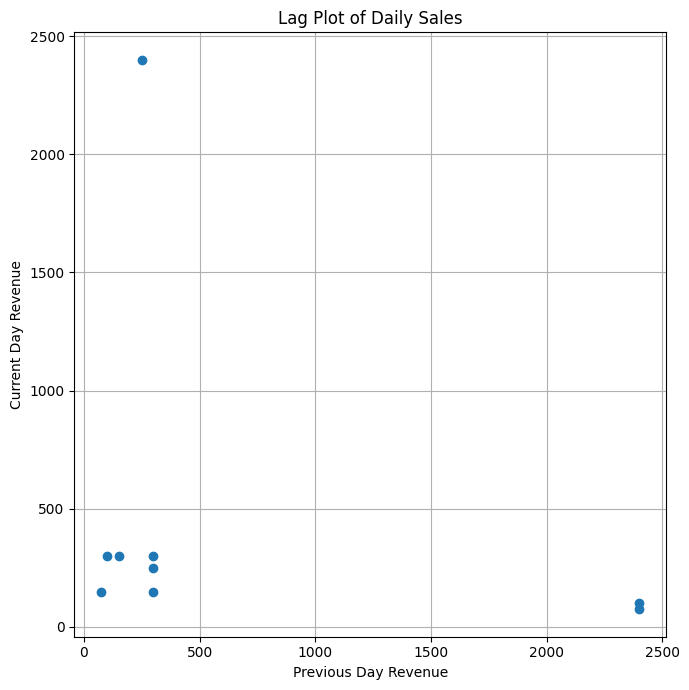 Lag Plot of Daily Sales
2500
2000
1500
1000
500
0
Current Day Revenue
0 500 1000 1500 2000 2500
Previous Day Revenue